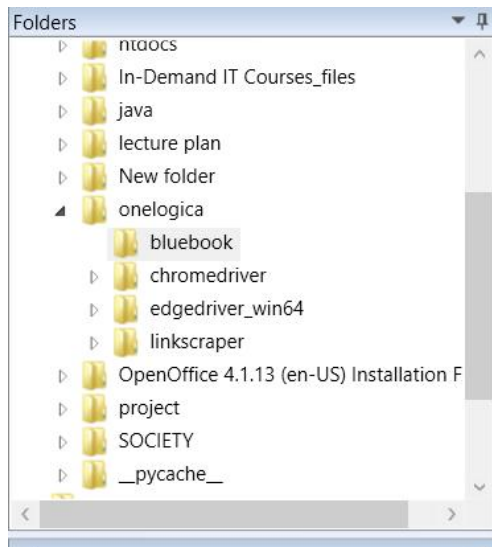 Folders
htdocs
In-Demand IT Courses_files
java
lecture plan
New folder
onelogica
bluebook
chromedriver
edgedriver_win64
linkscraper
OpenOffice 4.1.13 (en-US) Installation F
project
SOCIETY
__pycache__